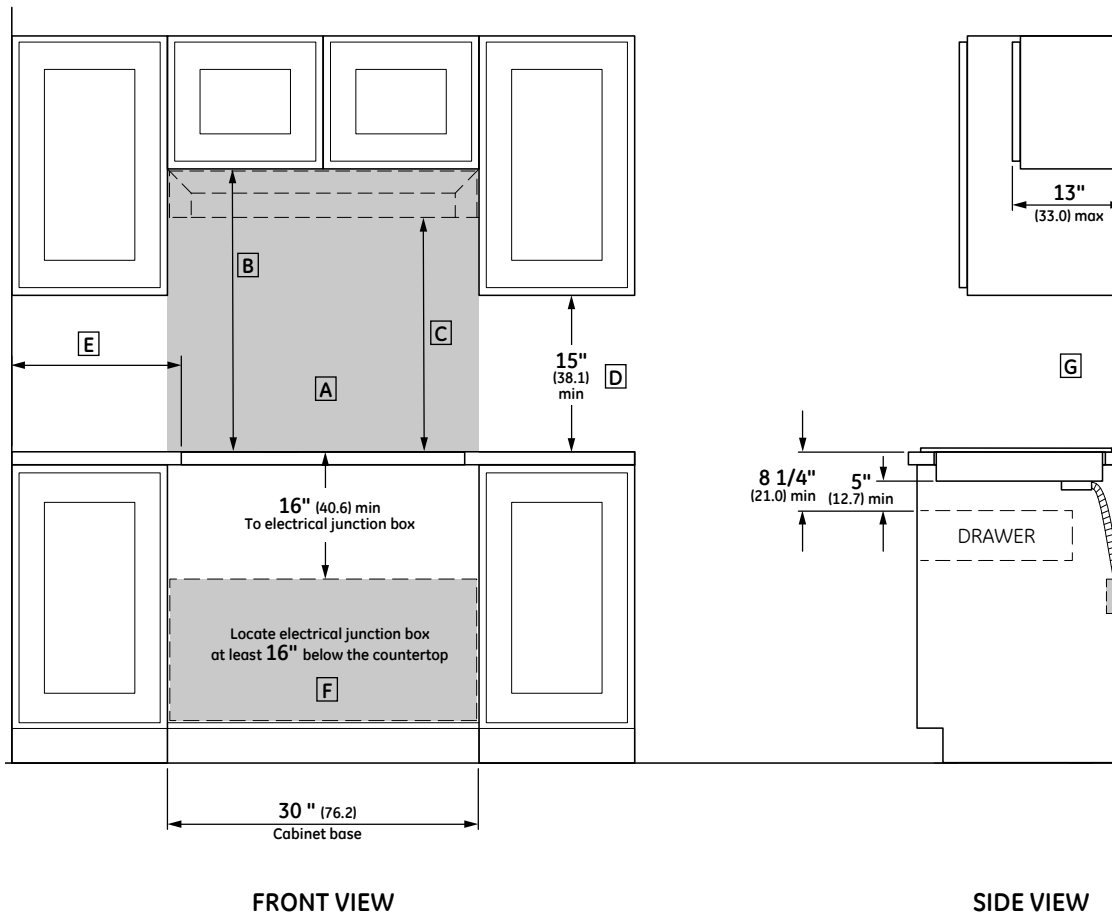 13"
(33.0) max
B
C
E
15"
(38.1)
min
D
A
G
16" (40.6) min
To electrical junction box
8 1/4"
(21.0) min
5"
(12.7) min
DRAWER
Locate electrical junction box
at least 16" below the countertop
F
30 " (76.2)
Cabinet base
FRONT VIEW
SIDE VIEW